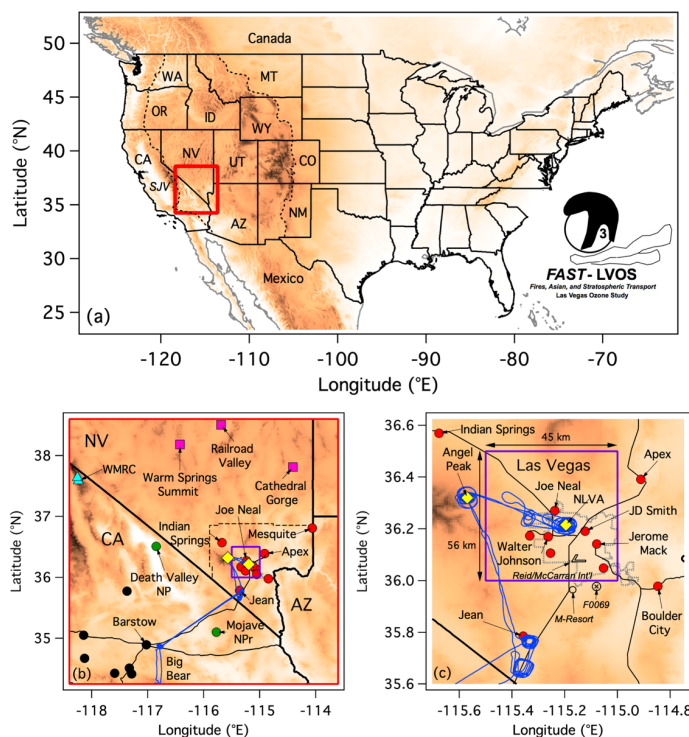 50
45
40
35
30
25
Latitude (°N)
Canada
WA
MT
OR
ID
WY
CA
NV
UT
CO
SJV
AZ
NM
Mexico
(a)
3
FAST - LVOS
Fires, Asian, and Stratospheric Transport
Las Vegas Ozone Study
-120
-110
-100
-90
-80
-70
Longitude (°E)
38
37
36
35
Latitude (°N)
NV
WMRC
Railroad
Valley
Warm Springs
Summit
Cathedral
Gorge
Joe Neal
Indian
Springs
Mesquite
CA
Apex
Death Valley
NP
Jean
AZ
Barstow
Mojave
NPr
Big
Bear
(b)
-118
-117
-116
-115
-114
Longitude (°E)
36.6
36.4
36.2
36.0
35.8
35.6
Latitude (°N)
Indian Springs
45 km
Angel
Peak
Las Vegas
Joe Neal
Apex
NLVA
JD Smith
56 km
Walter
Johnson
Jerome
Mack
Reid/McCarran Int'l
M-Resort
F0069
Boulder
City
Jean
(c)
-115.6
-115.4
-115.2
-115.0
-114.8
Longitude (°E)